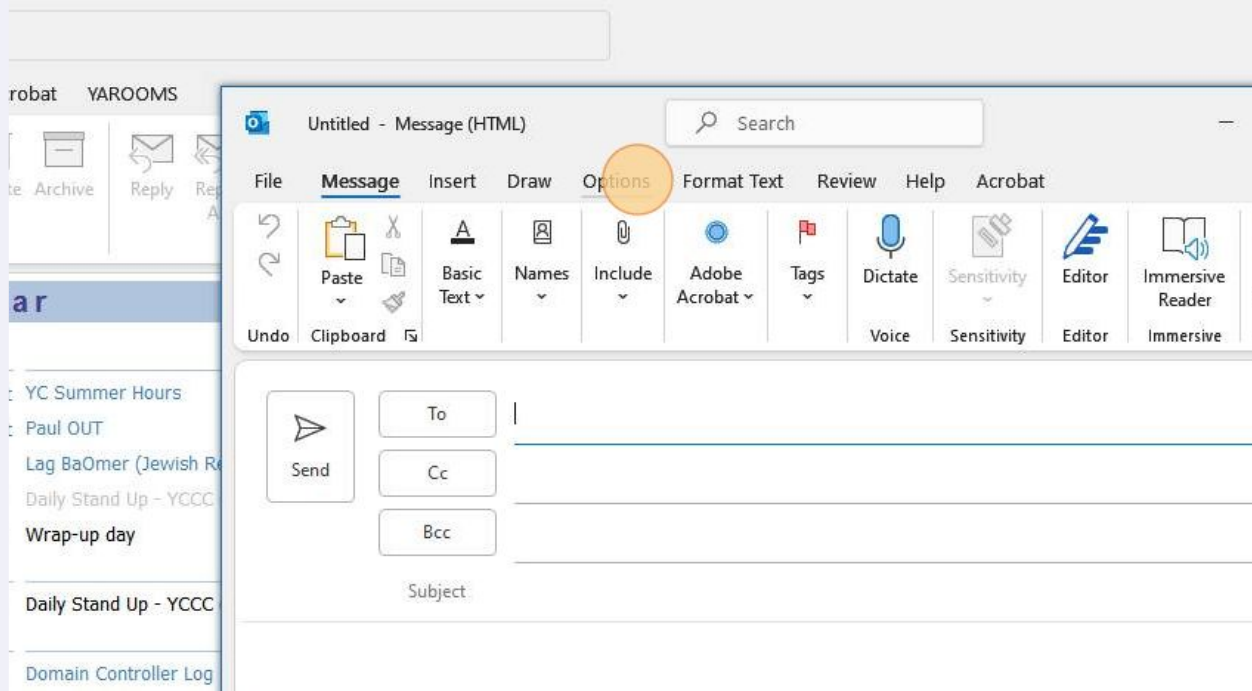 robat YAROOMS
Untitled - Message (HTML)
Search
File Message Insert Draw Options Format Text Review Help Acrobat
te Archive
Reply
Rep
A
Paste
Basic
Text
Names
Include
Adobe
Acrobat
Tags
Dictate
Sensitivity
Editor
Immersive
Reader
Undo Clipboard Voice Sensitivity Editor Immersive
ar
YC Summer Hours
Paul OUT
Lag BaOmer (Jewish Re
Daily Stand Up - YCCC
Wrap-up day
Daily Stand Up - YCCC
Domain Controller Log
Send
To
Cc
Bcc
Subject